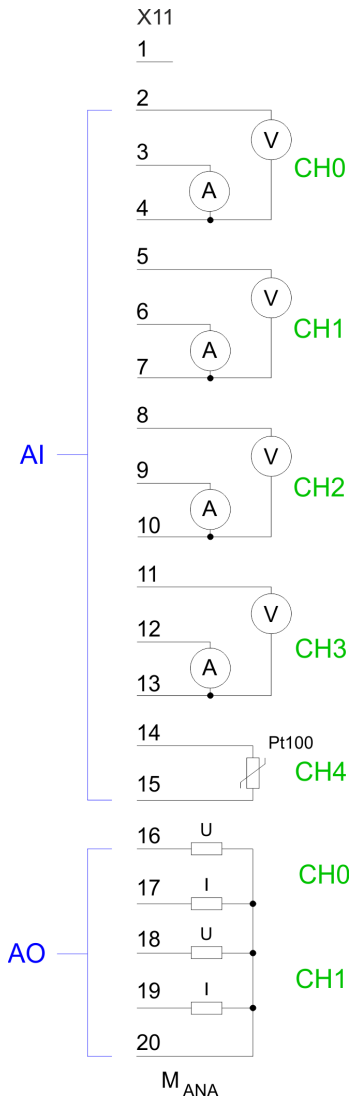 X11
1
2
V
CH0
3
A
4
5
V
CH1
6
A
7
8
V
AI
9
A
CH2
10
11
V
12
A
CH3
13
14
Pt100
CH4
15
16
U
CH0
17
I
18
U
AO
CH1
19
I
20
M ANA